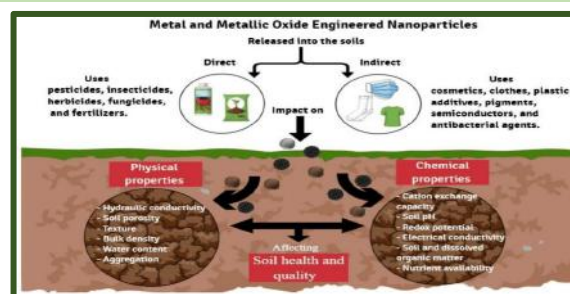 Metal and Metallic Oxide Engineered Nanoparticles
Released into the soils
Direct
Indirect
Uses
pesticides, insecticides,
herbicides, fungicides,
and fertilizers.
Impact on
Uses
cosmetics, clothes, plastic
additives, pigments,
semiconductors, and
antibacterial agents.
Physical
properties
- Hydraulic conductivity
- Soil porosity
- Texture
- Bulk density
- Water content
- Aggregation
Chemical
properties
- Cation exchange
capacity
- Soil pH
- Redox potential
- Electrical conductivity
- Soil and dissolved
organic matter
- Nutrient availability
Affecting
Soil health and
quality